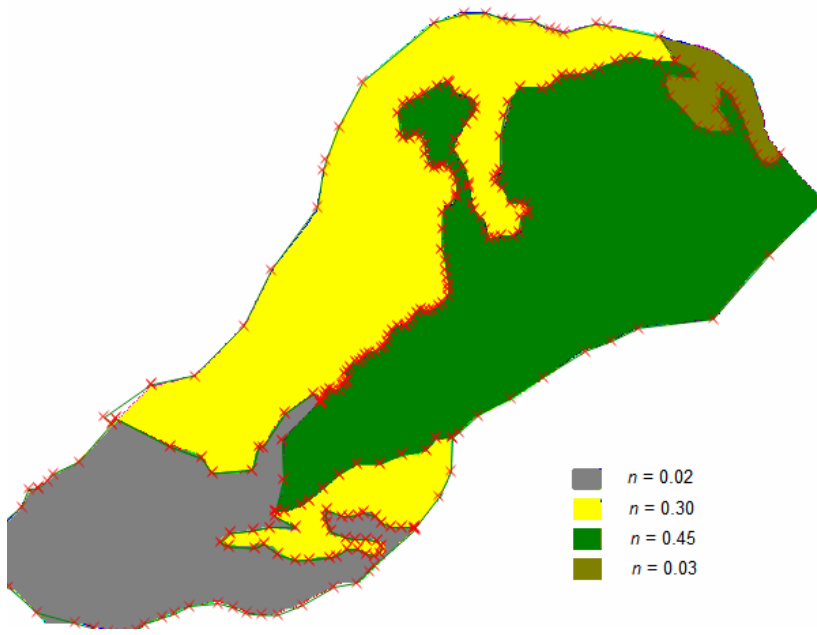 n = 0.02
n = 0.30
n = 0.45
n = 0.03